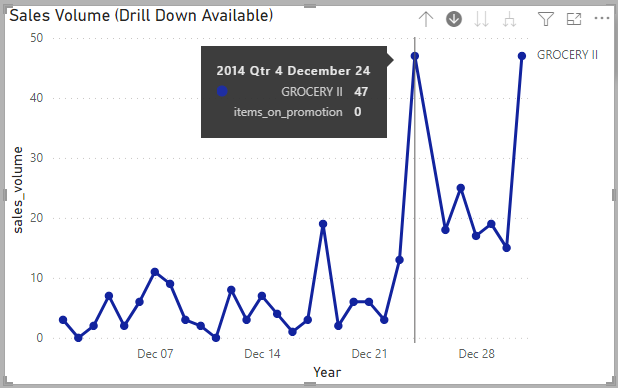 Sales Volume (Drill Down Available)
50
GROCERY II
2014 Qtr 4 December 24
GROCERY II 47
items_on_promotion 0
40
30
20
10
0
sales_volume
Dec 07 Dec 14 Dec 21 Dec 28
Year